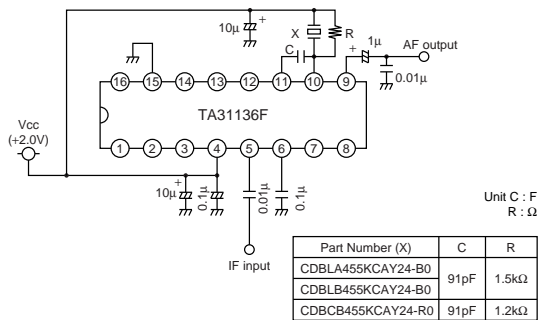 10μ +
X
R
C
+ 1μ
AF output
0.01μ
16 15 14 13 12 11 10 9
TA31136F
Vcc
(+2.0V)
1 2 3 4 5 6 7 8
10μ +
0.1μ
0.01μ
0.1μ
IF input
Unit C : F
R : Ω
Part Number (X) C R
CDBLA455KCAY24-B0 91pF 1.5kΩ
CDBLB455KCAY24-B0
CDBCB455KCAY24-R0 91pF 1.2kΩ